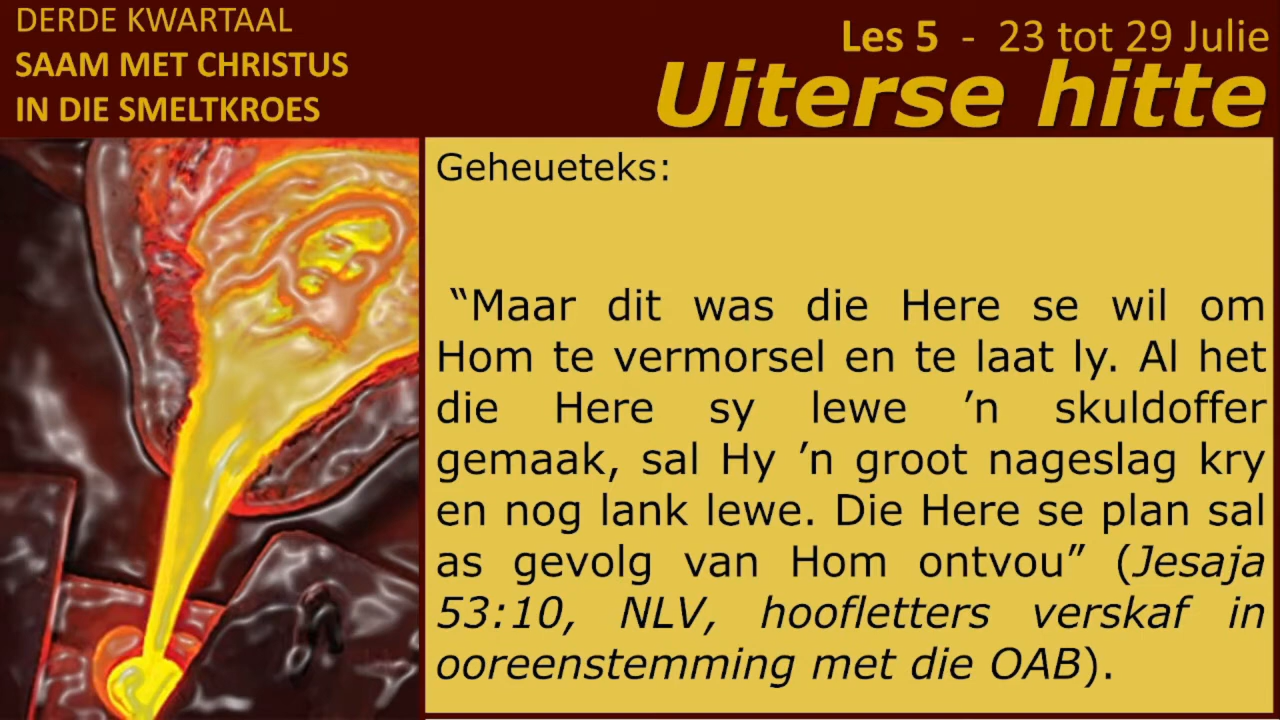 DERDE KWARTAAL
SAAM MET CHRISTUS
IN DIE SMELTKROES
Les 5 - 23 tot 29 Julie
Uiterse hitte
Geheueteks:
“Maar dit was die Here se wil om
Hom te vermorsel en te laat ly. Al het
die Here sy lewe ’n skuldoffer
gemaak, sal Hy ’n groot nageslag kry
en nog lank lewe. Die Here se plan sal
as gevolg van Hom ontvou” (Jesaja
53:10, NLV, hoofletters verskaf in
ooreenstemming met die OAB).